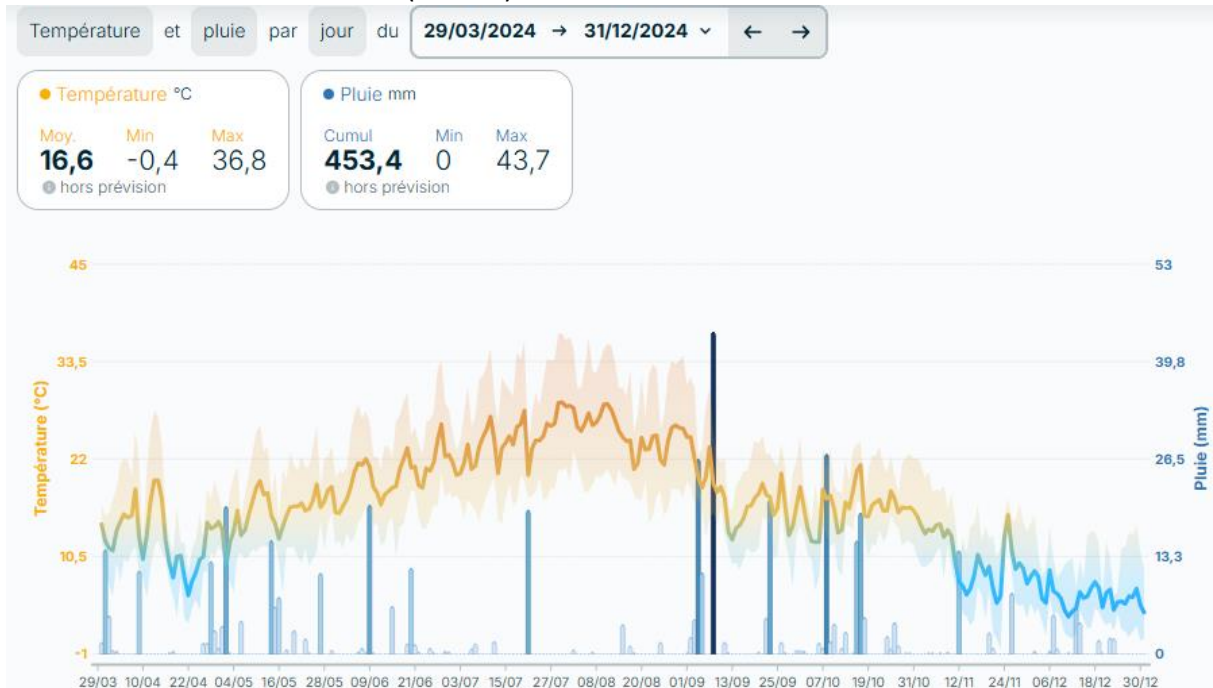 Température et pluie par jour du 29/03/2024 → 31/12/2024 ← →
Température °C
Moy. Min Max
16,6 -0,4 36,8
hors prévision
Pluie mm
Cumul Min Max
453,4 0 43,7
hors prévision
45 53
33,5 39,8
22 26,5
10,5 13,3
-1 0
Température (°C)
Pluie (mm)
29/03 10/04 22/04 04/05 16/05 28/05 09/06 21/06 03/07 15/07 27/07 08/08 20/08 01/09 13/09 25/09 07/10 19/10 31/10 12/11 24/11 06/12 18/12 30/12